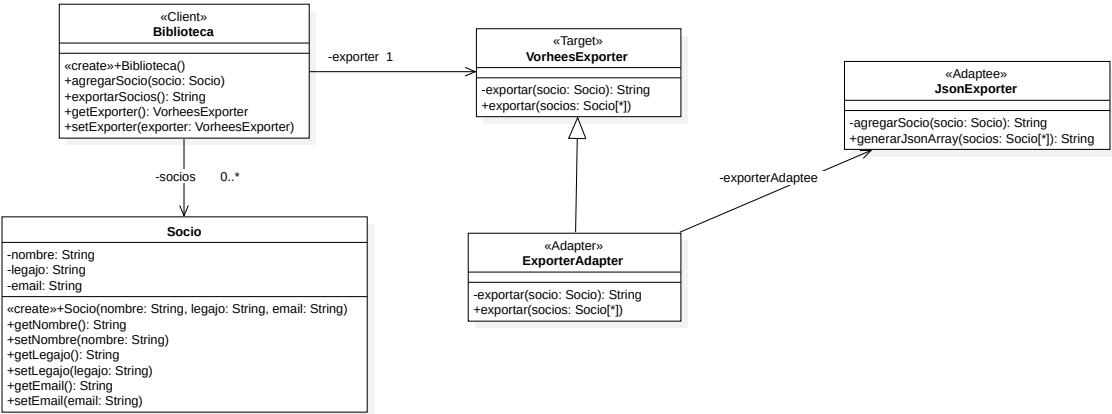 «Client»
Biblioteca
«create»+Biblioteca()
+agregarSocio(socio: Socio)
+exportarSocios(): String
+getExporter(): VorheesExporter
+setExporter(exporter: VorheesExporter)
-exporter 1
«Target»
VorheesExporter
-exportar(socio: Socio): String
+exportar(socios: Socio[*])
«Adaptee»
JsonExporter
-agregarSocio(socio: Socio): String
+generarJsonArray(socios: Socio[*]): String
-socios 0..*
-exporterAdaptee
Socio
-nombre: String
-legajo: String
-email: String
«create»+Socio(nombre: String, legajo: String, email: String)
+getNombre(): String
+setNombre(nombre: String)
+getLegajo(): String
+setLegajo(legajo: String)
+getEmail(): String
+setEmail(email: String)
«Adapter»
ExporterAdapter
-exportar(socio: Socio): String
+exportar(socios: Socio[*])